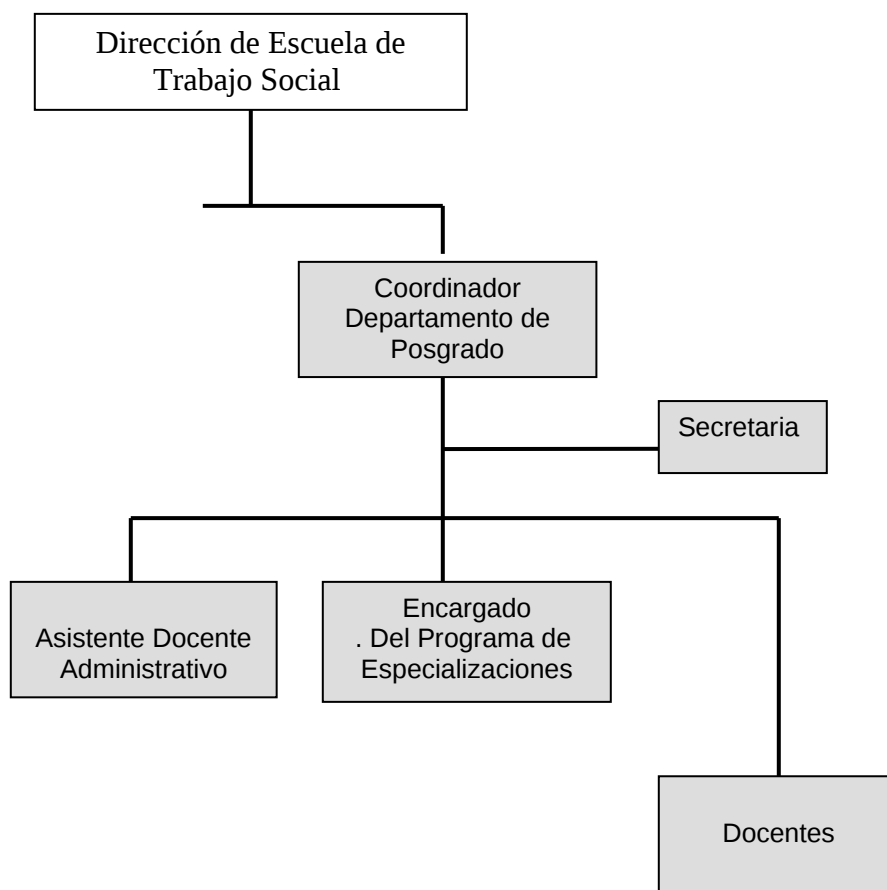 Dirección de Escuela de
Trabajo Social
Coordinador
Departamento de
Posgrado
Secretaria
Asistente Docente
Administrativo
Encargado
. Del Programa de
Especializaciones
Docentes